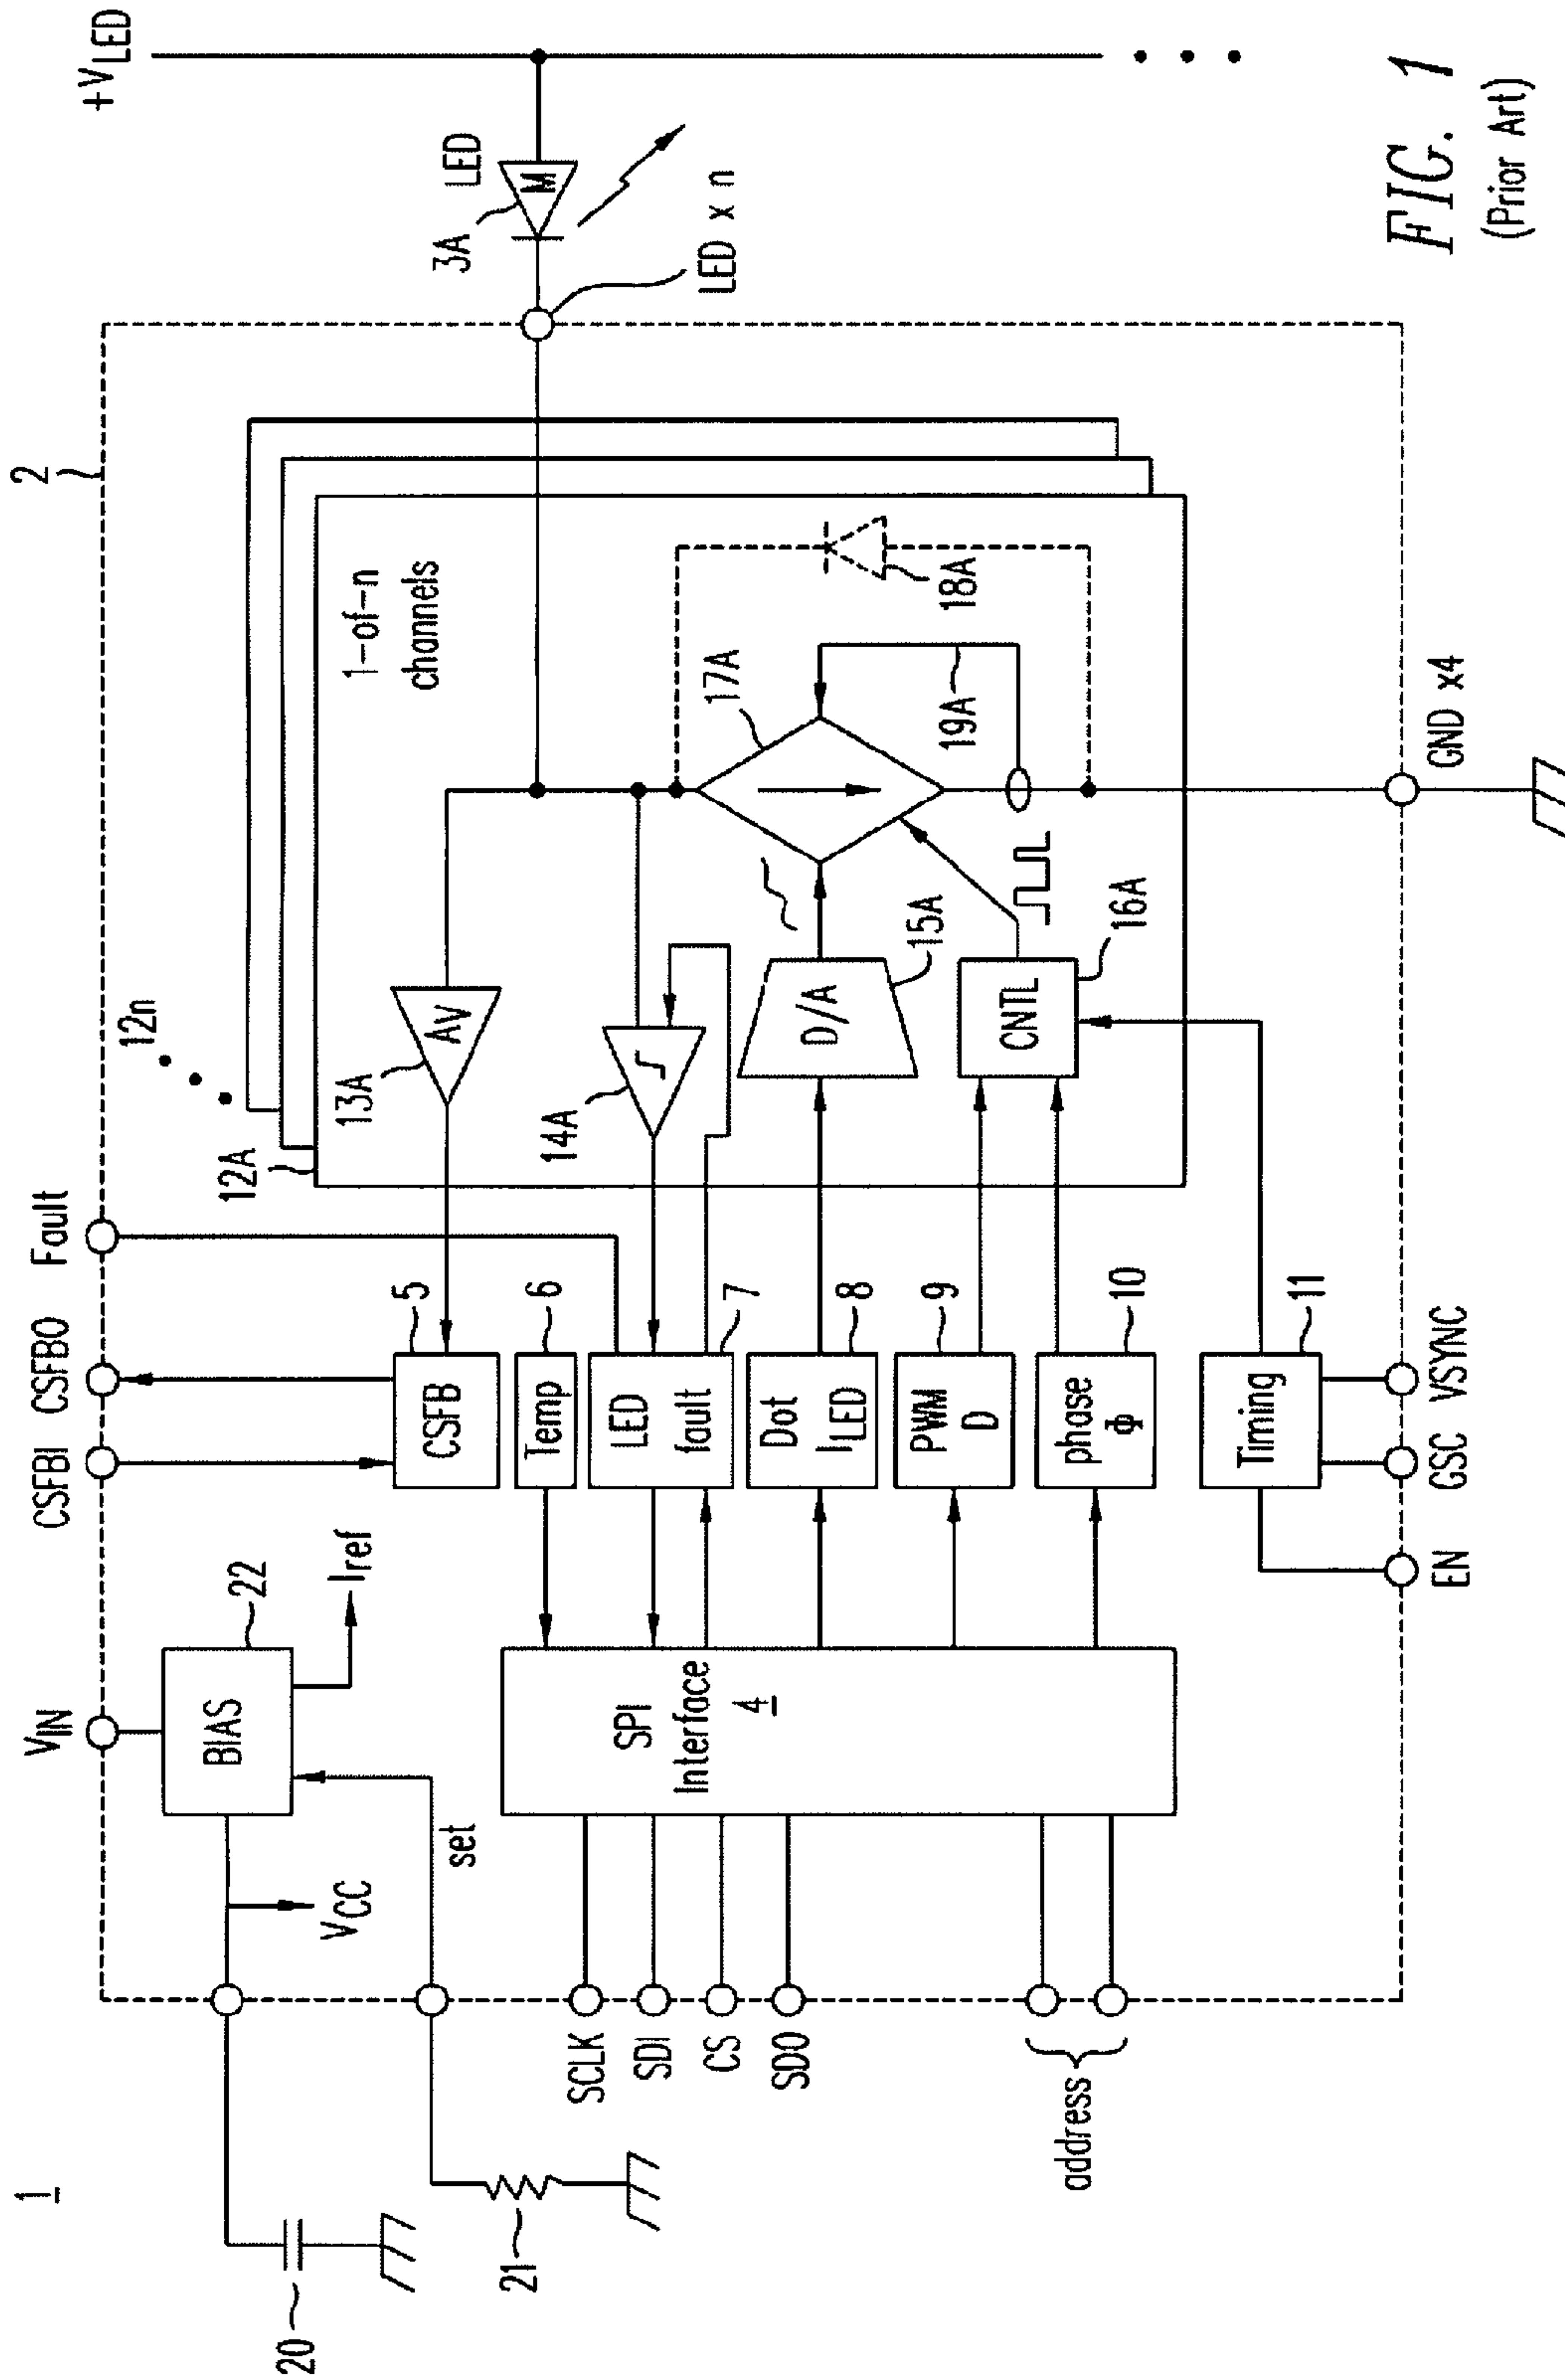 1
2
VIN
CSFBI
CSFBO
Fault
12n
+VLED
20
21
VCC
set
BIAS
22
Iref
CSFB
5
12A
13A
AV
1-of-n
channels
3A
LED
M
LED x n
SCLK
SDI
CS
SDO
address
SPI
Interface
4
Temp
6
LED
fault
7
14A
Dot
ILED
8
D/A
15A
17A
PWM
D
9
phase
Φ
10
CNTL
16A
19A
18A
Timing
11
EN
GSC
VSYNC
GND x4
FIG. 1
(Prior Art)